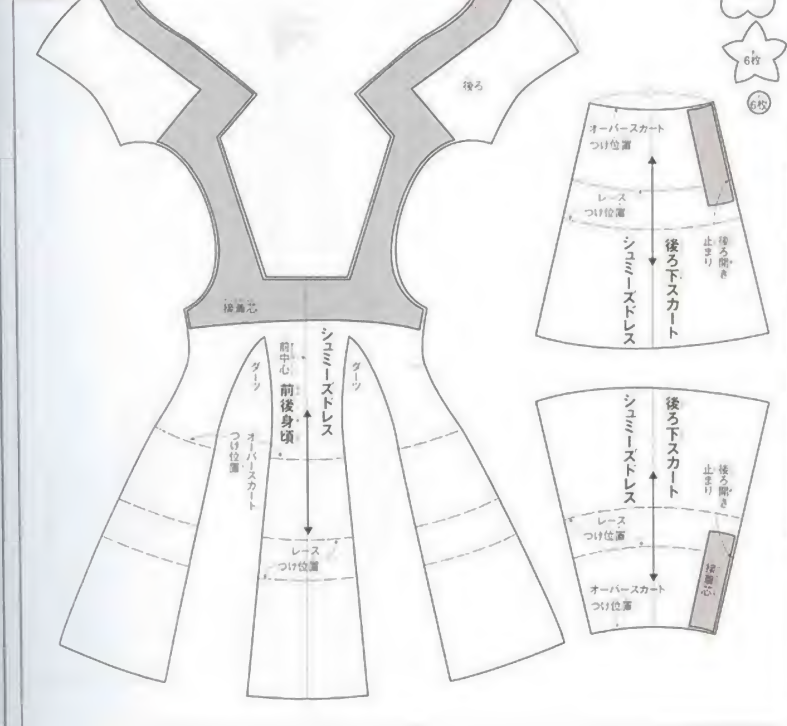 後ろ
6枚
6枚
オーバースカート
つけ位置
レース
つけ位置
シュミーズドレス
後ろ下スカート
後ろ開き
止まり
接着芯
シュミーズドレス
前後身頃
前中心
ダーツ
ダーツ
オーバースカート
つけ位置
レース
つけ位置
シュミーズドレス
後ろ下スカート
後ろ開き
止まり
レース
つけ位置
接着芯
オーバースカート
つけ位置